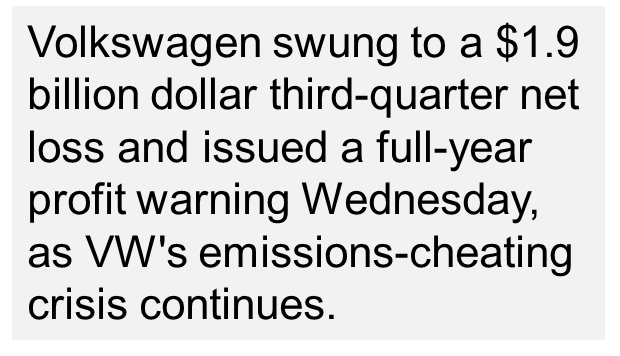 Volkswagen swung to a $1.9
billion dollar third-quarter net
loss and issued a full-year
profit warning Wednesday,
as VW's emissions-cheating
crisis continues.